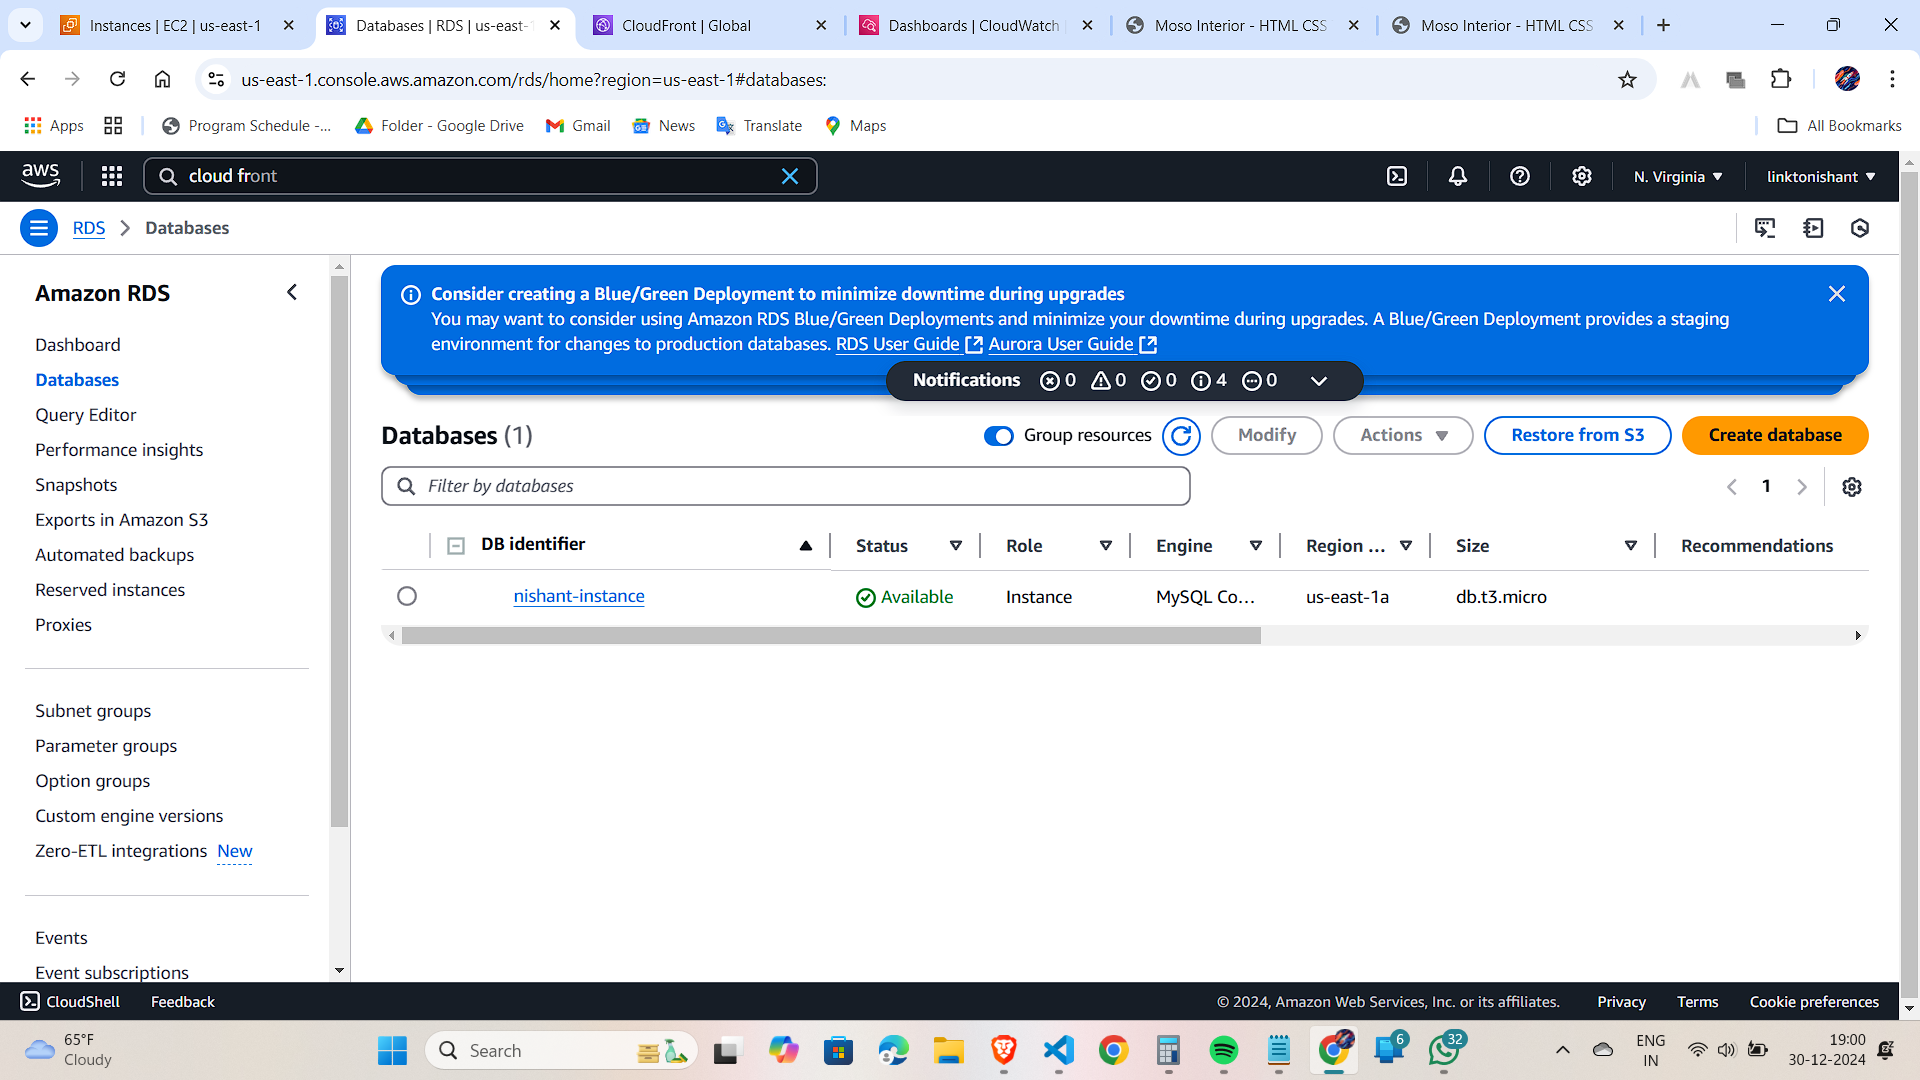 Instances | EC2 | us-east-1
Databases | RDS | us-east-1
CloudFront | Global
Dashboards | CloudWatch
Moso Interior - HTML CSS
Moso Interior - HTML CSS
us-east-1.console.aws.amazon.com/rds/home?region=us-east-1#databases:
Apps
Program Schedule -...
Folder - Google Drive
Gmail
News
Translate
Maps
All Bookmarks
aws
cloud front
N. Virginia
linktonishant
RDS
Databases
Amazon RDS
Dashboard
Databases
Query Editor
Performance insights
Snapshots
Exports in Amazon S3
Automated backups
Reserved instances
Proxies
Subnet groups
Parameter groups
Option groups
Custom engine versions
Zero-ETL integrations New
Events
Event subscriptions
Consider creating a Blue/Green Deployment to minimize downtime during upgrades
You may want to consider using Amazon RDS Blue/Green Deployments and minimize your downtime during upgrades. A Blue/Green Deployment provides a staging
environment for changes to production databases. RDS User Guide Aurora User Guide
Notifications 0 0 0 4 0
Databases (1)
Group resources
Modify
Actions
Restore from S3
Create database
Filter by databases
1
DB identifier Status Role Engine Region ... Size Recommendations
nishant-instance Available Instance MySQL Co... us-east-1a db.t3.micro
CloudShell Feedback
© 2024, Amazon Web Services, Inc. or its affiliates. Privacy Terms Cookie preferences
65°F
Cloudy
Search
6
32
ENG
IN
19:00
30-12-2024